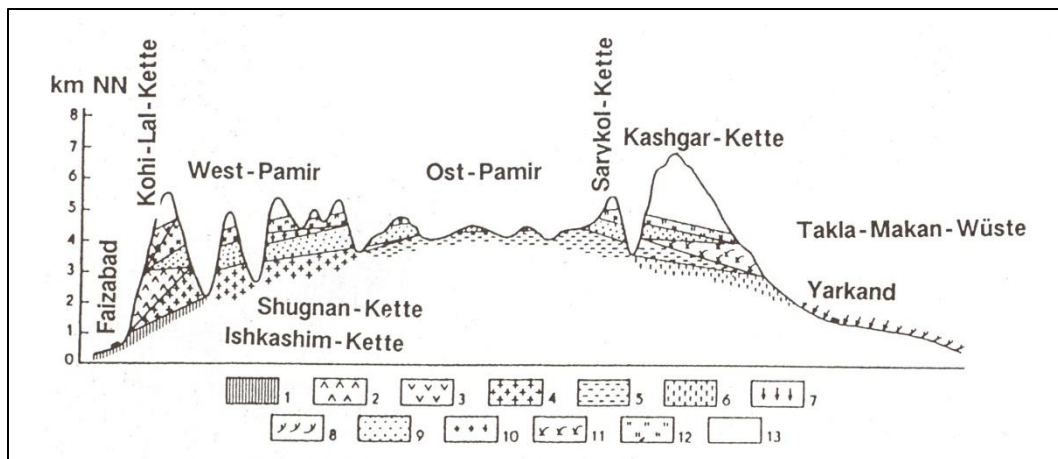 km NN
8
7
6
5
4
3
2
1
0
Faizabad
Kohi-Lal-Kette
West-Pamir
Shugnan-Kette
Ishkashim-Kette
Ost-Pamir
Sarykol-Kette
Kashgar-Kette
Takla-Makan-Wüste
Yarkand
1 2 3 4 5 6 7
8 9 10 11 12 13